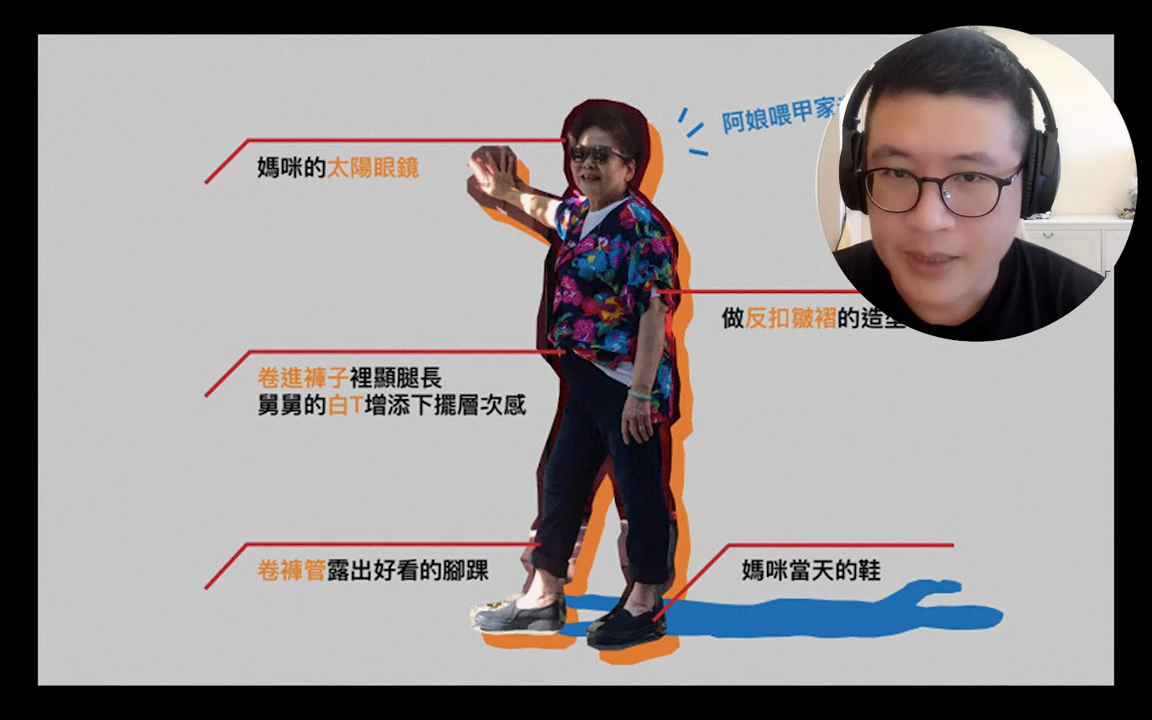 阿娘喂甲家
媽咪的太陽眼鏡
做反扣皺褶的造型
卷進褲子裡顯腿長
舅舅的白T增添下擺層次感
卷褲管露出好看的腳踝
媽咪當天的鞋